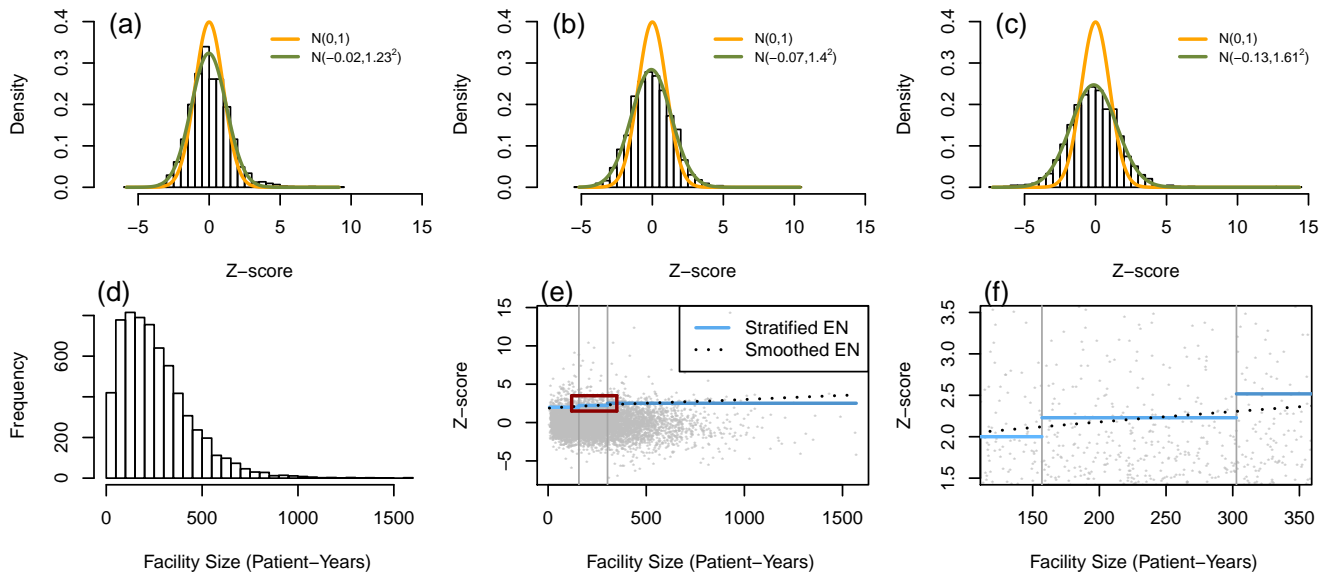 (a)
N(0,1)
N(−0.02,1.23²)
Density
0.0 0.1 0.2 0.3 0.4
−5 0 5 10 15
Z−score
(b)
N(0,1)
N(−0.07,1.4²)
Density
0.0 0.1 0.2 0.3 0.4
−5 0 5 10 15
Z−score
(c)
N(0,1)
N(−0.13,1.61²)
Density
0.0 0.1 0.2 0.3 0.4
−5 0 5 10 15
Z−score
(d)
Frequency
0 200 600
0 500 1000 1500
Facility Size (Patient−Years)
(e)
Stratified EN
Smoothed EN
Z−score
−5 0 5 10 15
0 500 1000 1500
Facility Size (Patient−Years)
(f)
Z−score
1.5 2.0 2.5 3.0 3.5
150 200 250 300 350
Facility Size (Patient−Years)